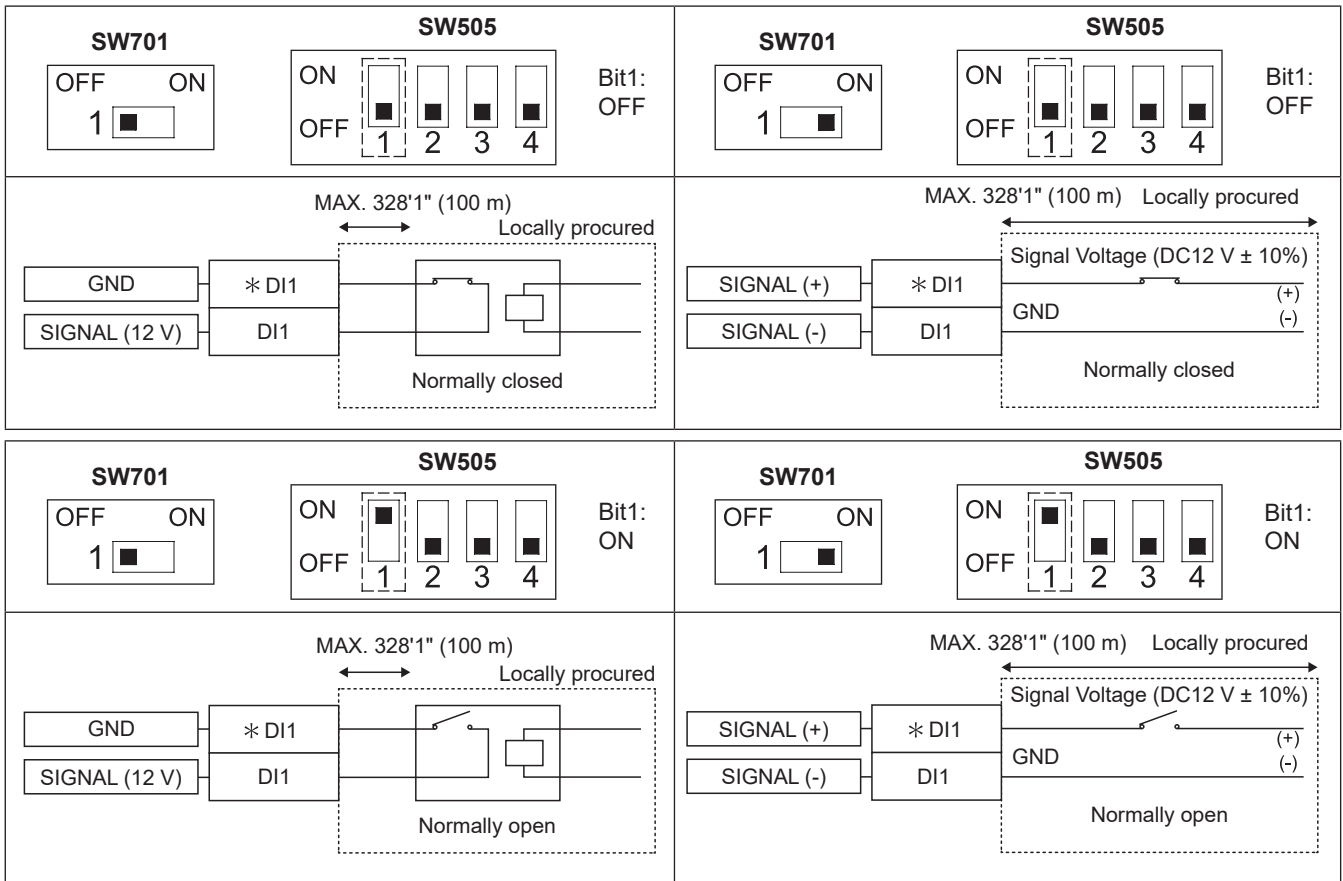 SW701
OFF ON
1
SW505
ON
OFF
1 2 3 4
Bit1:
OFF
MAX. 328'1" (100 m)
Locally procured
GND
* DI1
SIGNAL (12 V)
DI1
Normally closed
SW701
OFF ON
1
SW505
ON
OFF
1 2 3 4
Bit1:
OFF
MAX. 328'1" (100 m) Locally procured
Signal Voltage (DC12 V ± 10%)
SIGNAL (+)
* DI1
(+)
GND
(-)
SIGNAL (-)
DI1
Normally closed
SW701
OFF ON
1
SW505
ON
OFF
1 2 3 4
Bit1:
ON
MAX. 328'1" (100 m)
Locally procured
GND
* DI1
SIGNAL (12 V)
DI1
Normally open
SW701
OFF ON
1
SW505
ON
OFF
1 2 3 4
Bit1:
ON
MAX. 328'1" (100 m) Locally procured
Signal Voltage (DC12 V ± 10%)
SIGNAL (+)
* DI1
(+)
GND
(-)
SIGNAL (-)
DI1
Normally open